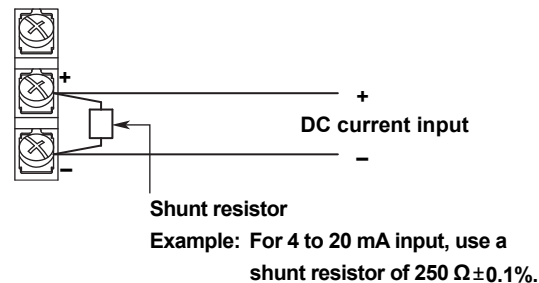 +
+
DC current input
−
−
Shunt resistor
Example: For 4 to 20 mA input, use a
shunt resistor of 250 Ω±0.1%.